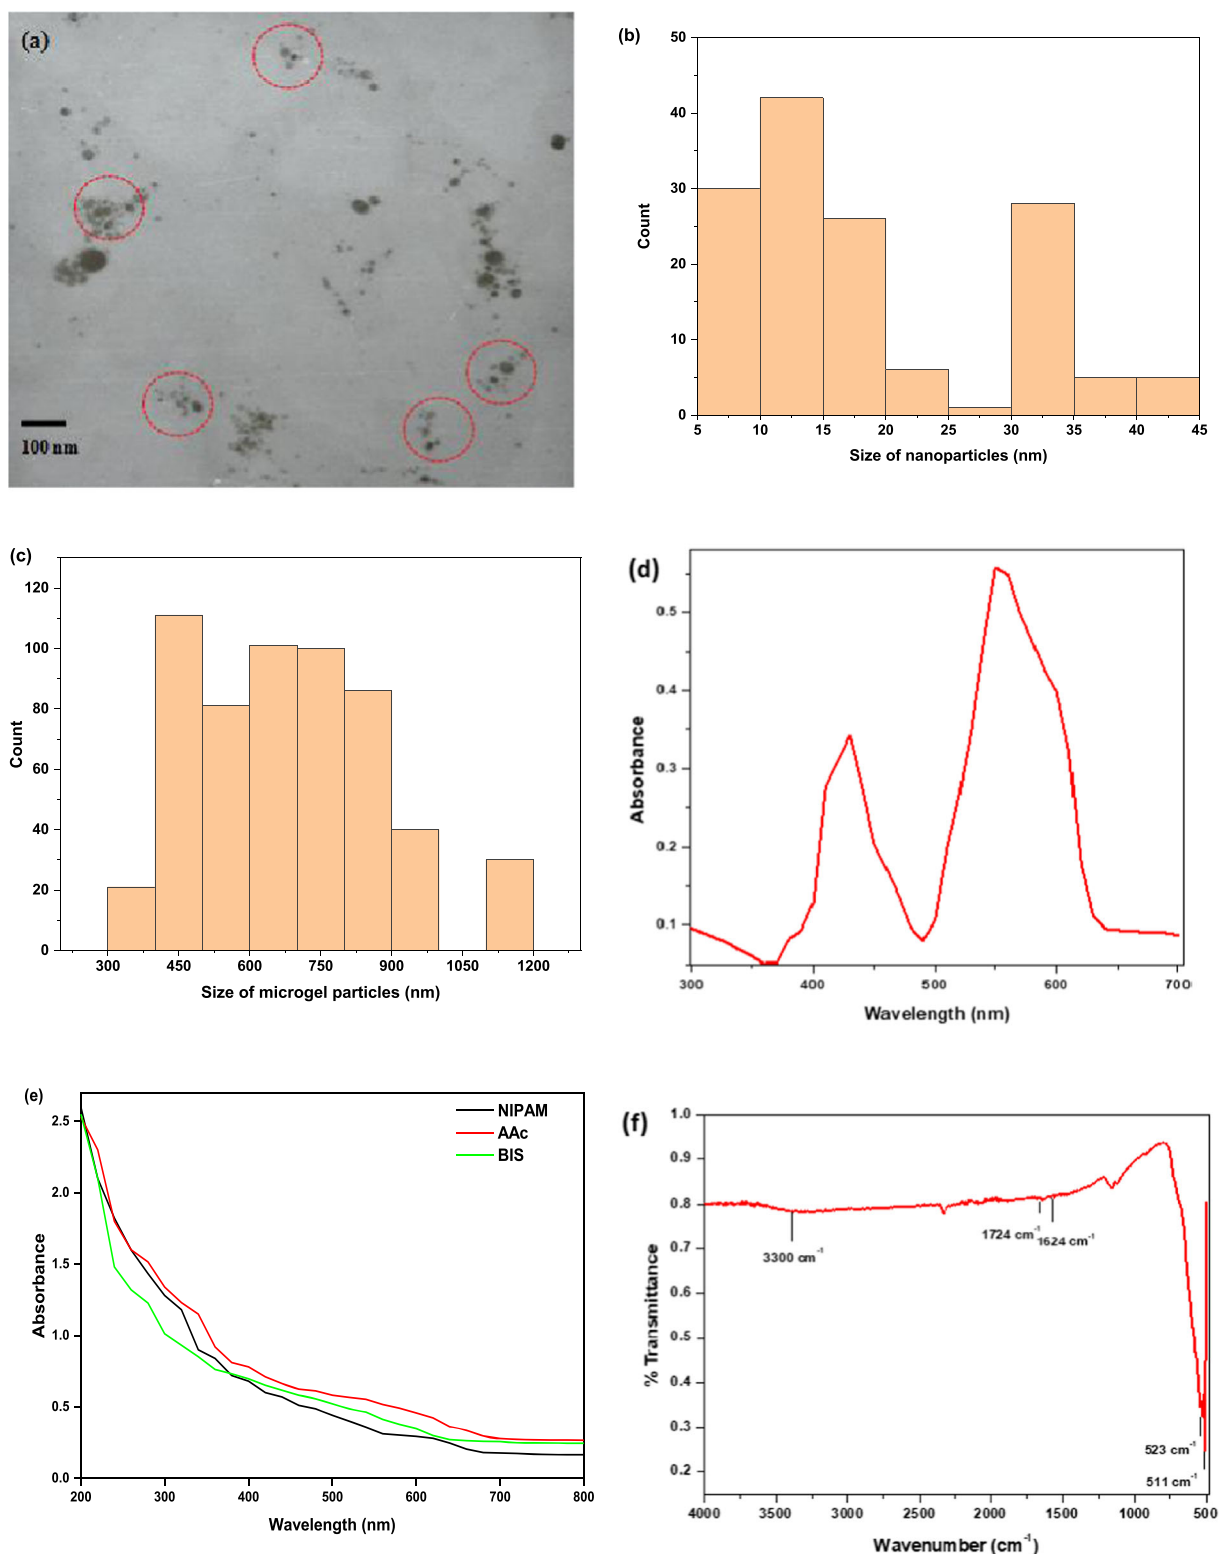 (a)
100 nm
(b)
50
40
30
20
10
0
Count
5 10 15 20 25 30 35 40 45
Size of nanoparticles (nm)
(c)
120
100
80
60
40
20
0
Count
300 450 600 750 900 1050 1200
Size of microgel particles (nm)
(d)
0.5
0.4
0.3
0.2
0.1
Absorbance
300 400 500 600 700
Wavelength (nm)
(e)
NIPAM
AAc
BIS
2.5
2.0
1.5
1.0
0.5
0.0
Absorbance
200 300 400 500 600 700 800
Wavelength (nm)
(f)
1.0
0.9
0.8
0.7
0.6
0.5
0.4
0.3
0.2
% Transmittance
3300 cm⁻¹
1724 cm⁻¹
1624 cm⁻¹
523 cm⁻¹
511 cm⁻¹
4000 3500 3000 2500 2000 1500 1000 500
Wavenumber (cm⁻¹)